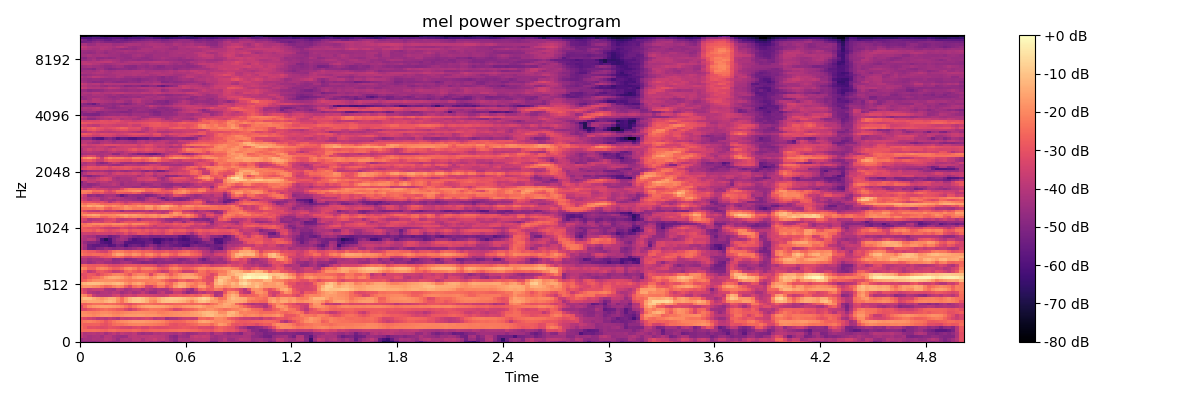 mel power spectrogram
8192
4096
2048
1024
512
0
Hz
0 0.6 1.2 1.8 2.4 3 3.6 4.2 4.8
Time
+0 dB
-10 dB
-20 dB
-30 dB
-40 dB
-50 dB
-60 dB
-70 dB
-80 dB